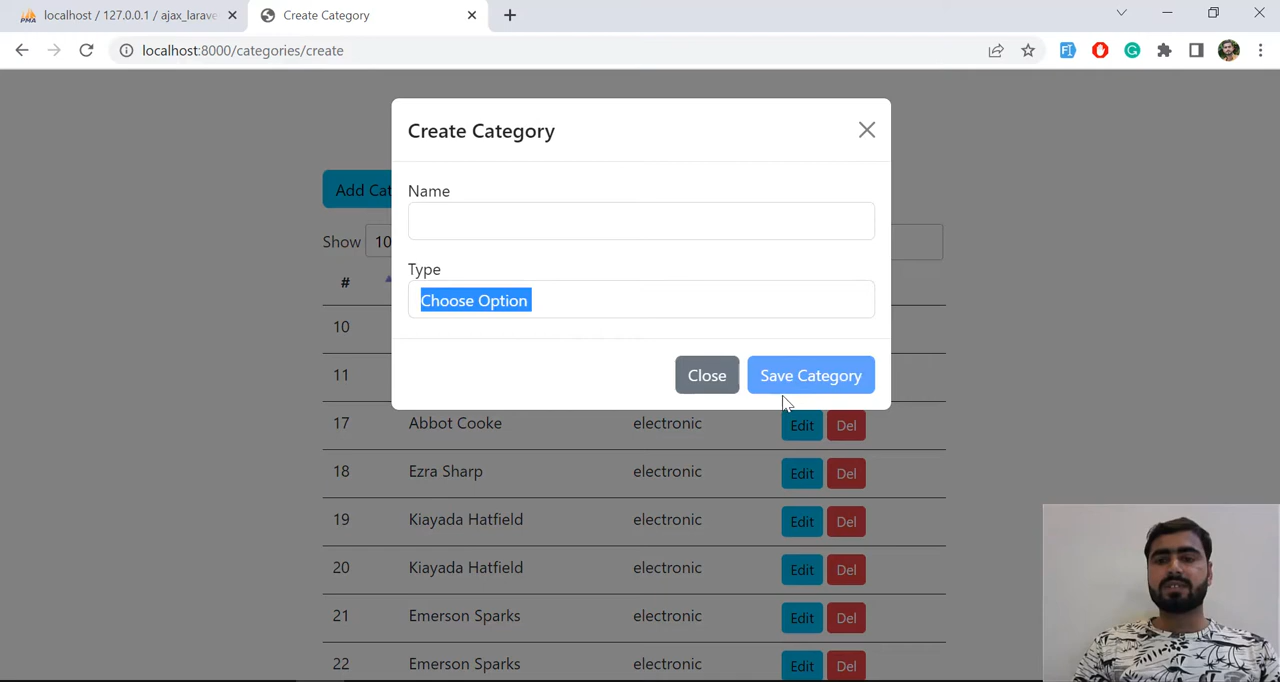 PMA localhost / 127.0.0.1 / ajax_larave
Create Category
localhost:8000/categories/create
Create Category
Name
Add Cat
Show 10
Type
#
Choose Option
10
11
Close Save Category
17 Abbot Cooke electronic Edit Del
18 Ezra Sharp electronic Edit Del
19 Kiayada Hatfield electronic Edit Del
20 Kiayada Hatfield electronic Edit Del
21 Emerson Sparks electronic Edit Del
22 Emerson Sparks electronic Edit Del